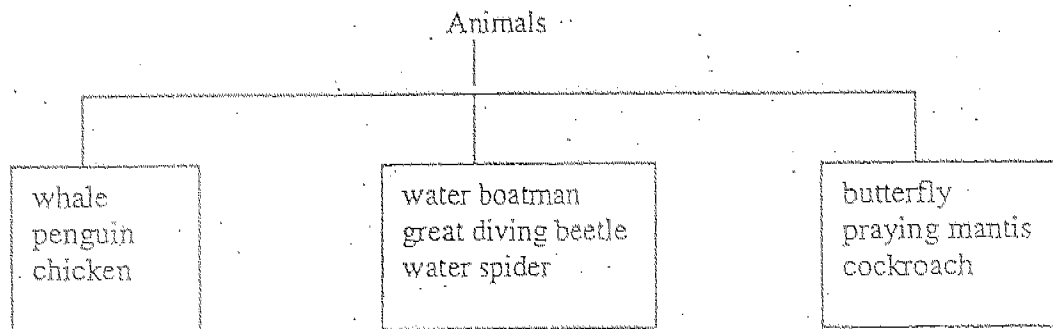 Animals
whale
penguin
chicken
water boatman
great diving beetle
water spider
butterfly
praying mantis
cockroach